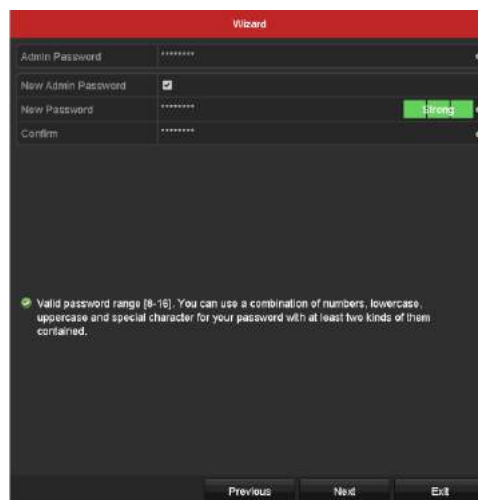 Wizard
Admin Password ********
New Admin Password
New Password ******** Strong
Confirm ********
Valid password range [8-16]. You can use a combination of numbers, lowercase,
uppercase and special character for your password with at least two kinds of them
contained.
Previous Next Exit